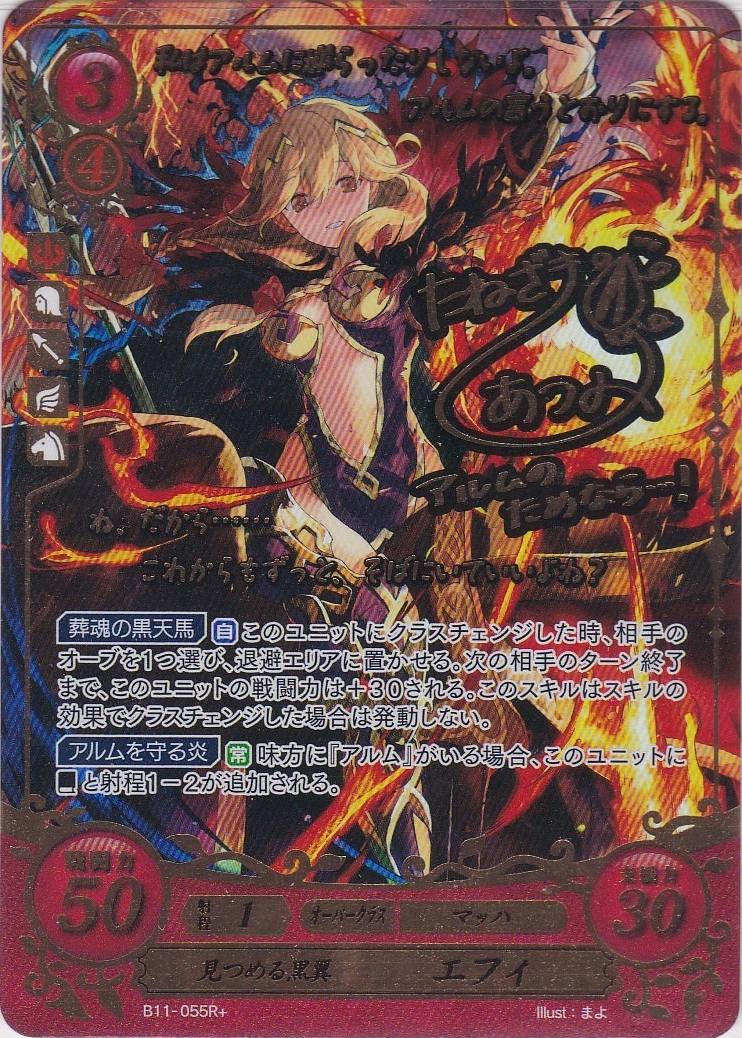 3
4
私はアルムに逆らったりしないよ。
アルムの言うとおりにする。
たねざき
あつみ
アルムの
ためなら…!
ね、だから……
これからもずっと、そばにいていいよね?
葬魂の黒天馬 自 このユニットにクラスチェンジした時、相手の
オーブを1つ選び、退避エリアに置かせる。次の相手のターン終了
まで、このユニットの戦闘力は+30される。このスキルはスキルの
効果でクラスチェンジした場合は発動しない。
アルムを守る炎 常 味方に『アルム』がいる場合、このユニットに
と射程1-2が追加される。
戦闘力
50
射程 1 オーバークラス マッハ
支援力
30
見つめる黒翼 エフィ
B11-055R+ Illust:まよ